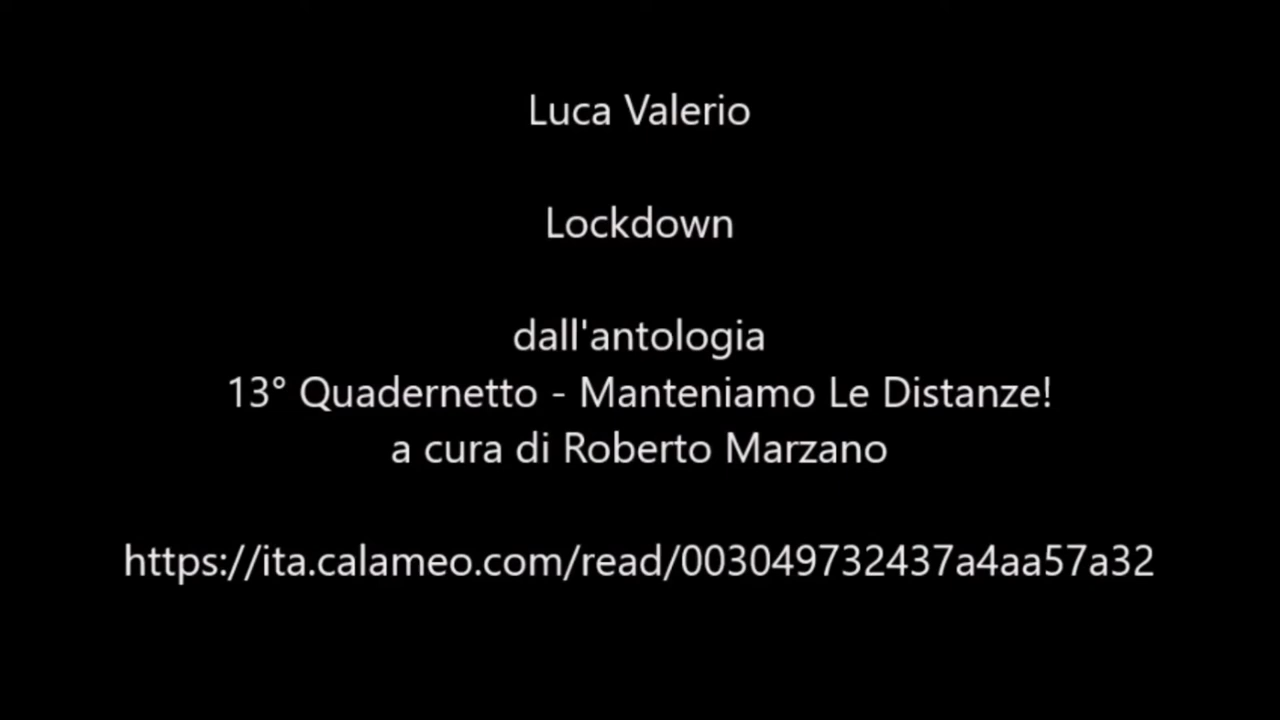 Luca Valerio
Lockdown
dall'antologia
13° Quadernetto - Manteniamo Le Distanze!
a cura di Roberto Marzano
https://ita.calameo.com/read/003049732437a4aa57a32